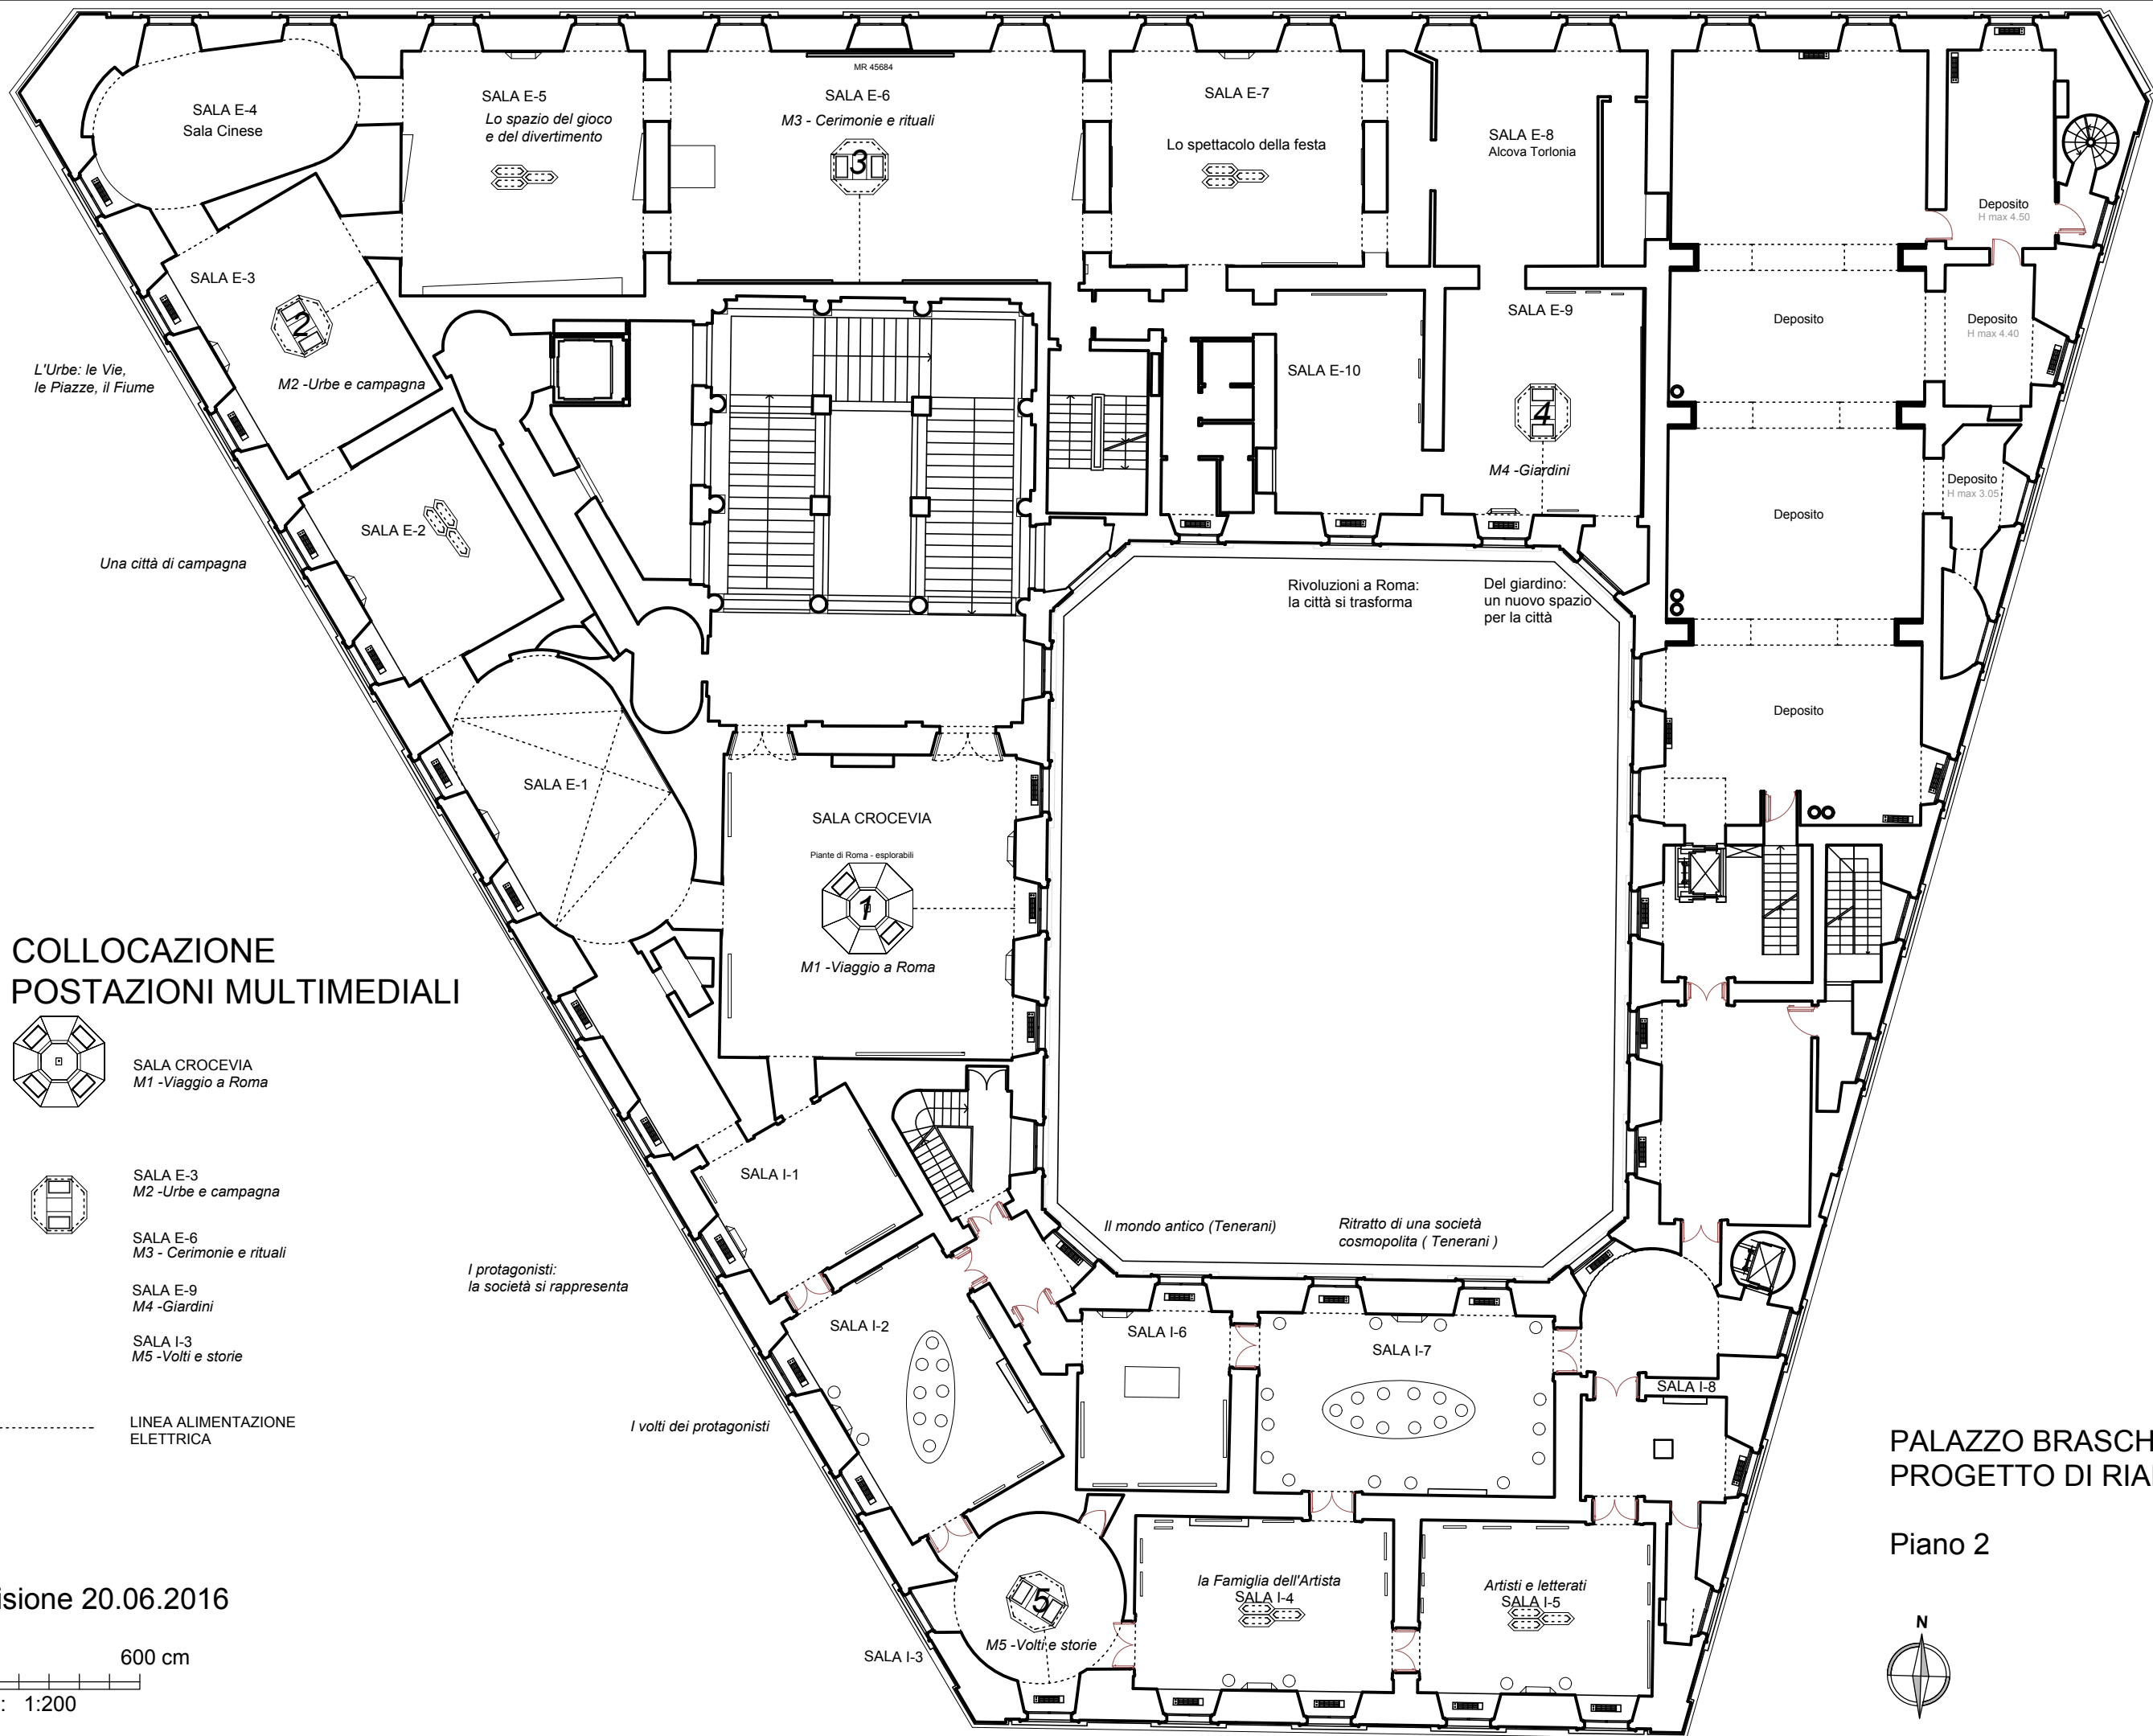 MR 45684
SALA E-4
Sala Cinese
SALA E-5
Lo spazio del gioco
e del divertimento
SALA E-6
M3 - Cerimonie e rituali
3
SALA E-7
Lo spettacolo della festa
SALA E-8
Alcova Torlonia
Deposito
H max 4.50
SALA E-3
2
M2 -Urbe e campagna
L'Urbe: le Vie,
le Piazze, il Fiume
SALA E-9
4
M4 -Giardini
SALA E-10
Deposito
Deposito
H max 4.40
Deposito
H max 3.05
Deposito
SALA E-2
Una città di campagna
Rivoluzioni a Roma:
la città si trasforma
Del giardino:
un nuovo spazio
per la città
Deposito
SALA E-1
SALA CROCEVIA
Piante di Roma - esplorabili
1
M1 -Viaggio a Roma
COLLOCAZIONE
POSTAZIONI MULTIMEDIALI
SALA CROCEVIA
M1 -Viaggio a Roma
SALA E-3
M2 -Urbe e campagna
SALA E-6
M3 - Cerimonie e rituali
SALA E-9
M4 -Giardini
SALA I-3
M5 -Volti e storie
LINEA ALIMENTAZIONE
ELETTRICA
SALA I-1
Il mondo antico (Tenerani)
Ritratto di una società
cosmopolita ( Tenerani )
I protagonisti:
la società si rappresenta
SALA I-2
SALA I-6
SALA I-7
SALA I-8
I volti dei protagonisti
PALAZZO BRASCH
PROGETTO DI RIA
Piano 2
la Famiglia dell'Artista
SALA I-4
Artisti e letterati
SALA I-5
5
M5 -Volti e storie
SALA I-3
isione 20.06.2016
600 cm
: 1:200
N